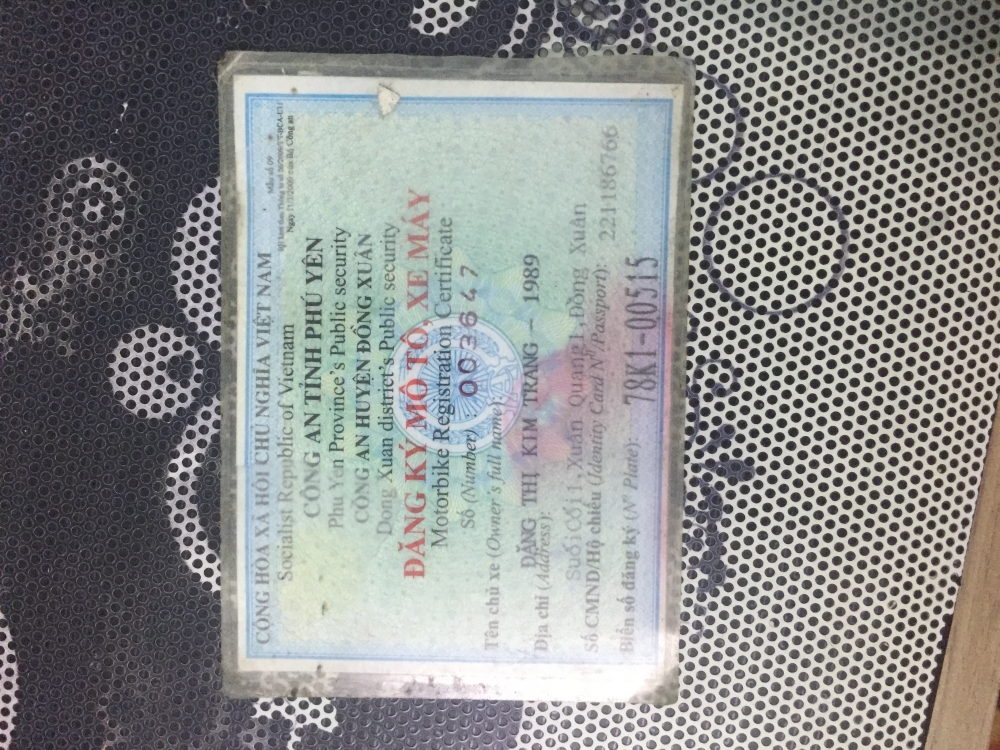 CỘNG HÒA XÃ HỘI CHỦ NGHĨA VIỆT NAM
Socialist Republic of Vietnam
Mẫu số 09
CÔNG AN TỈNH PHÚ YÊN
Phu Yen Province's Public security
CÔNG AN HUYỆN ĐỒNG XUÂN
Dong Xuan district's Public security
ĐĂNG KÝ MÔ TÔ, XE MÁY
Motorbike Registration Certificate
Số (Number): 003647
Tên chủ xe (Owner's full name):
ĐẶNG THỊ KIM TRANG – 1989
Địa chỉ (Address):
Suối cối 1, Xuân Quang 1, Đồng Xuân
Số CMND/Hộ chiếu (Identity Card Nº/Passport): 221186766
Biển số đăng ký (Nº Plate): 78K1-00515